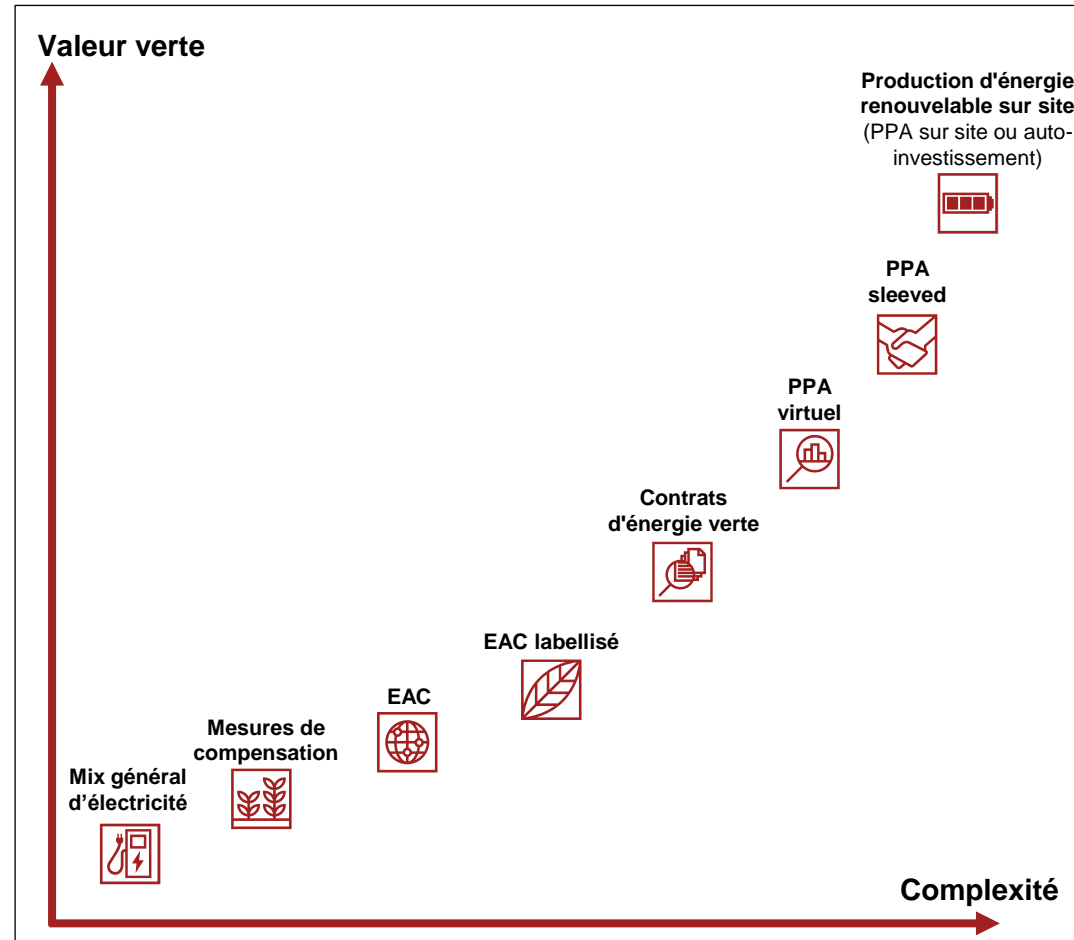 Valeur verte
Production d'énergie
renouvelable sur site
(PPA sur site ou auto-
investissement)
PPA
sleeved
PPA
virtuel
Contrats
d'énergie verte
EAC labellisé
EAC
Mesures de
compensation
Mix général
d’électricité
Complexité